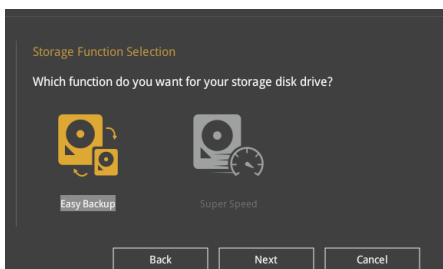 Storage Function Selection
Which function do you want for your storage disk drive?
Easy Backup
Super Speed
Back
Next
Cancel